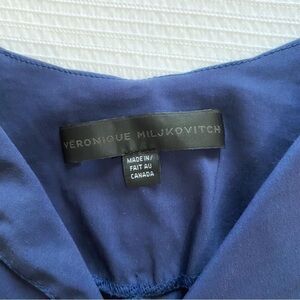 VERONIQUE MILJKOVITCH
MADE IN/
FAIT AU
CANADA